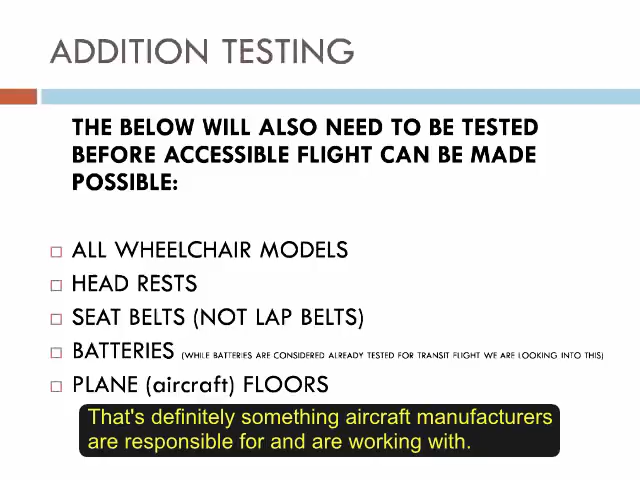 ADDITION TESTING
THE BELOW WILL ALSO NEED TO BE TESTED
BEFORE ACCESSIBLE FLIGHT CAN BE MADE
POSSIBLE:
ALL WHEELCHAIR MODELS
HEAD RESTS
SEAT BELTS (NOT LAP BELTS)
BATTERIES (WHILE BATTERIES ARE CONSIDERED ALREADY TESTED FOR TRANSIT FLIGHT WE ARE LOOKING INTO THIS)
PLANE (aircraft) FLOORS
That's definitely something aircraft manufacturers
are responsible for and are working with.